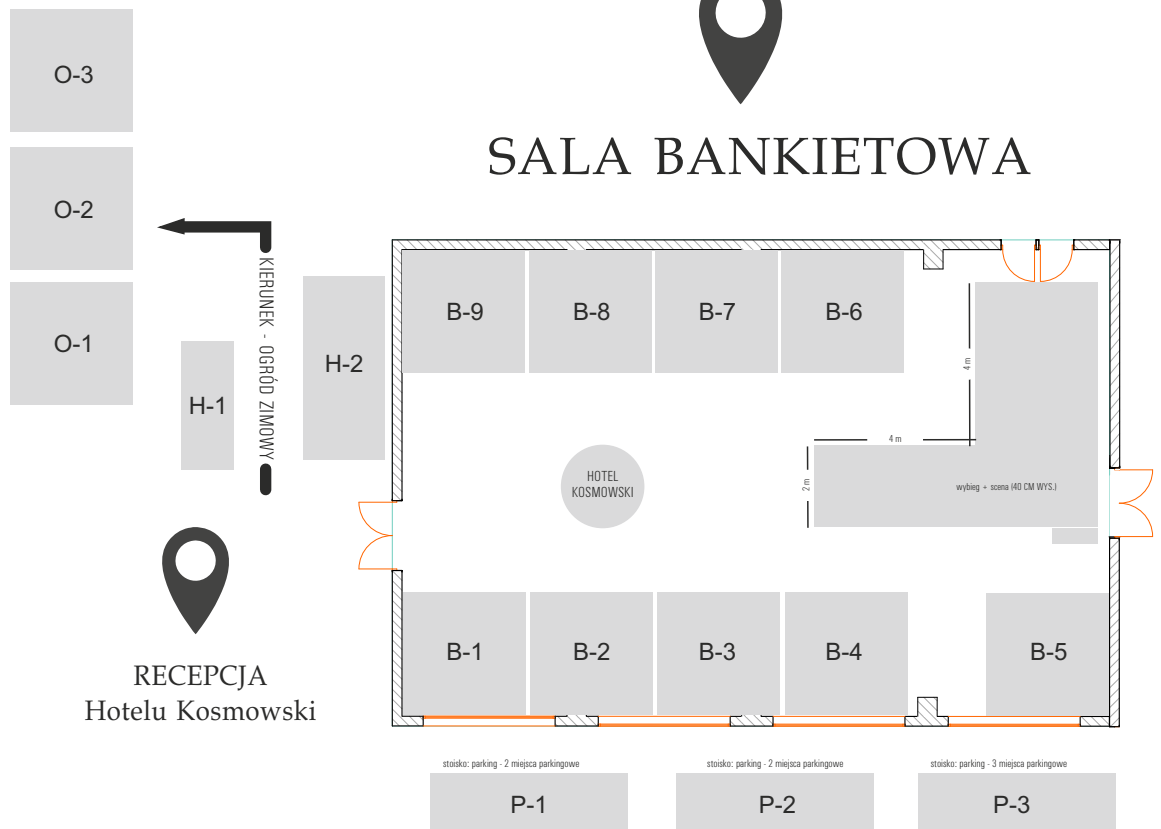 O-3
SALA BANKIETOWA
O-2
KIERUNEK - OGRÓD ZIMOWY
O-1
H-1
H-2
B-9
B-8
B-7
B-6
4 m
4 m
2 m
HOTEL
KOSMOWSKI
wybieg + scena (40 CM WYS.)
RECEPCJA
Hotelu Kosmowski
B-1
B-2
B-3
B-4
B-5
stoisko: parking - 2 miejsca parkingowe
stoisko: parking - 2 miejsca parkingowe
stoisko: parking - 3 miejsca parkingowe
P-1
P-2
P-3